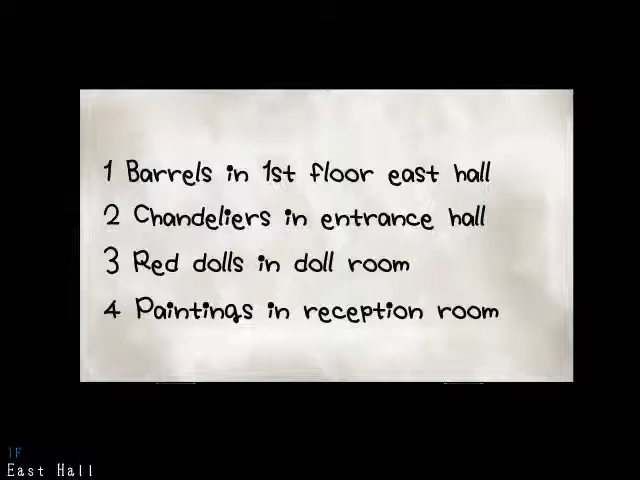 1 Barrels in 1st floor east hall
2 Chandeliers in entrance hall
3 Red dolls in doll room
4 Paintings in reception room
1F
East Hall